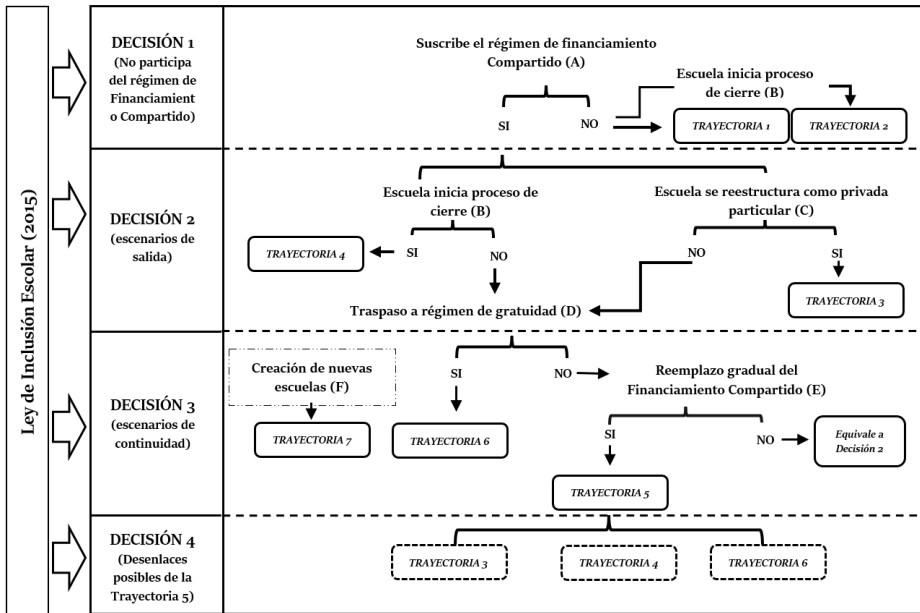 Ley de Inclusión Escolar (2015)
DECISIÓN 1
(No participa
del régimen de
Financiamient
o Compartido)
Suscribe el régimen de financiamiento
Compartido (A)
SI
NO
Escuela inicia proceso
de cierre (B)
TRAYECTORIA 1
TRAYECTORIA 2
DECISIÓN 2
(escenarios de
salida)
Escuela inicia proceso de
cierre (B)
Escuela se reestructura como privada
particular (C)
TRAYECTORIA 4
SI
NO
NO
SI
TRAYECTORIA 3
Traspaso a régimen de gratuidad (D)
DECISIÓN 3
(escenarios de
continuidad)
Creación de nuevas
escuelas (F)
SI
NO
Reemplazo gradual del
Financiamiento Compartido (E)
TRAYECTORIA 7
TRAYECTORIA 6
SI
NO
Equivale a
Decisión 2
TRAYECTORIA 5
DECISIÓN 4
(Desenlaces
posibles de la
Trayectoria 5)
TRAYECTORIA 3
TRAYECTORIA 4
TRAYECTORIA 6